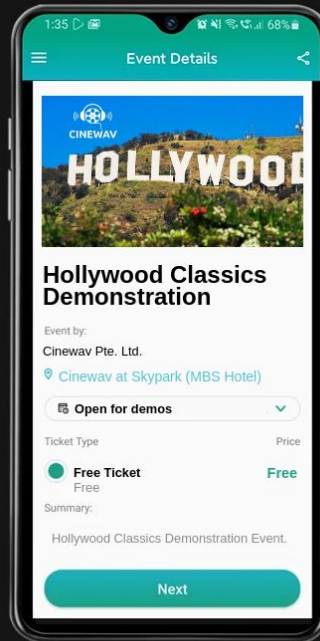 1:35
68%
Event Details
CINEWAV
HOLLYWOOD
Hollywood Classics
Demonstration
Event by:
Cinewav Pte. Ltd.
Cinewav at Skypark (MBS Hotel)
Open for demos
Ticket Type
Price
Free Ticket
Free
Free
Summary:
Hollywood Classics Demonstration Event.
Next